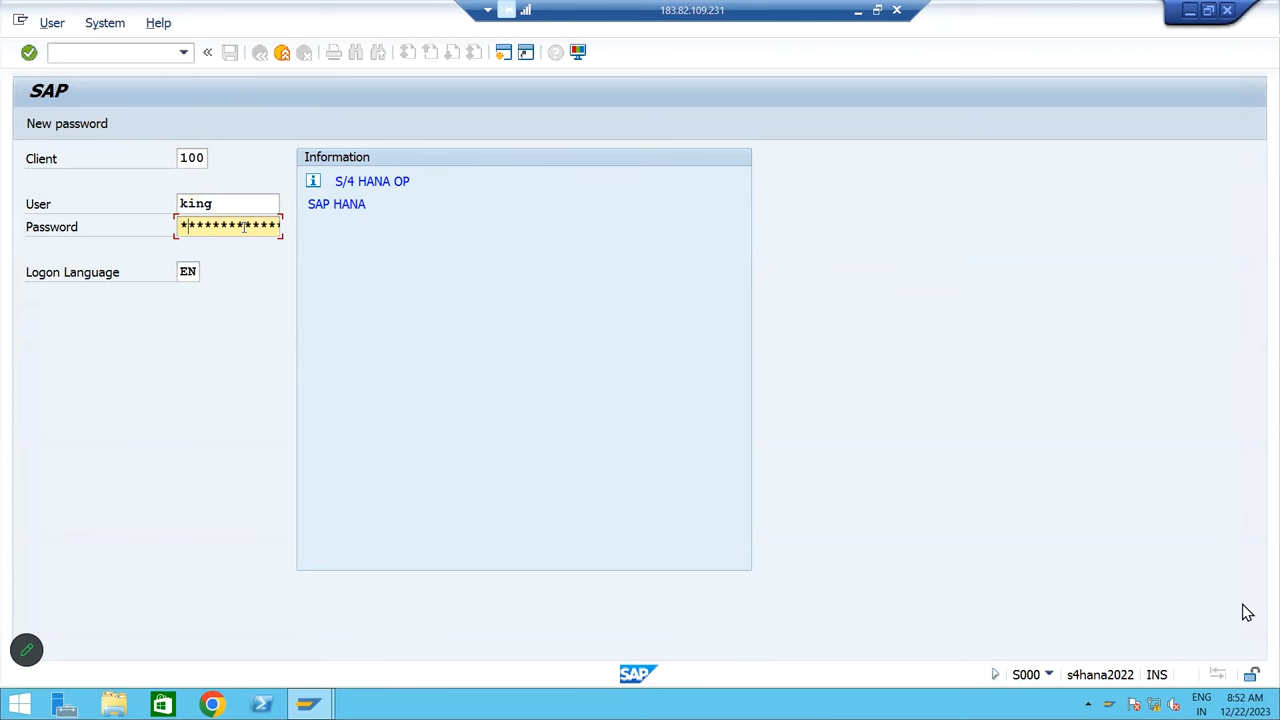 183.82.109.231
User System Help
SAP
New password
Client 100
Information
S/4 HANA OP
User king
SAP HANA
Password *************
Logon Language EN
SAP
S000 s4hana2022 INS
ENG 8:52 AM
IN 12/22/2023